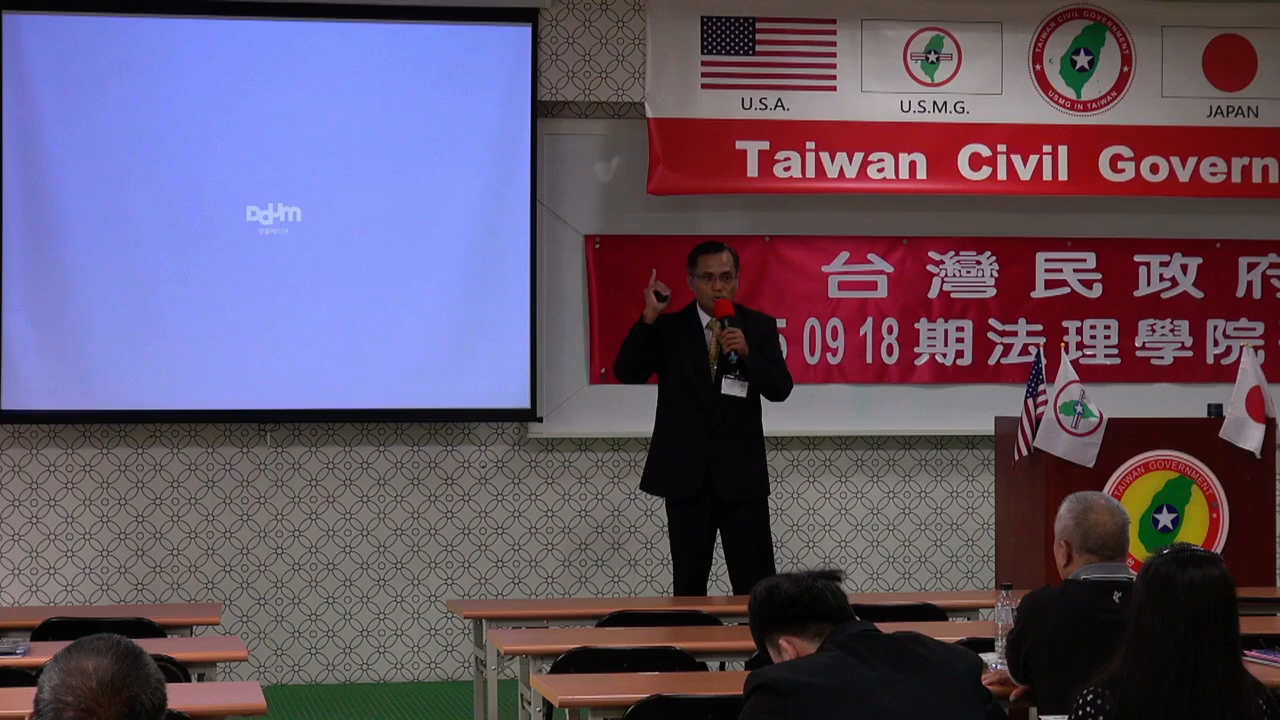 U.S.A.
U.S.M.G.
TAIWAN CIVIL GOVERNMENT
USMG IN TAIWAN
JAPAN
Taiwan Civil Govern
台灣民政府
09 18 期法理學院
Daum
TAIWAN GOVERNMENT